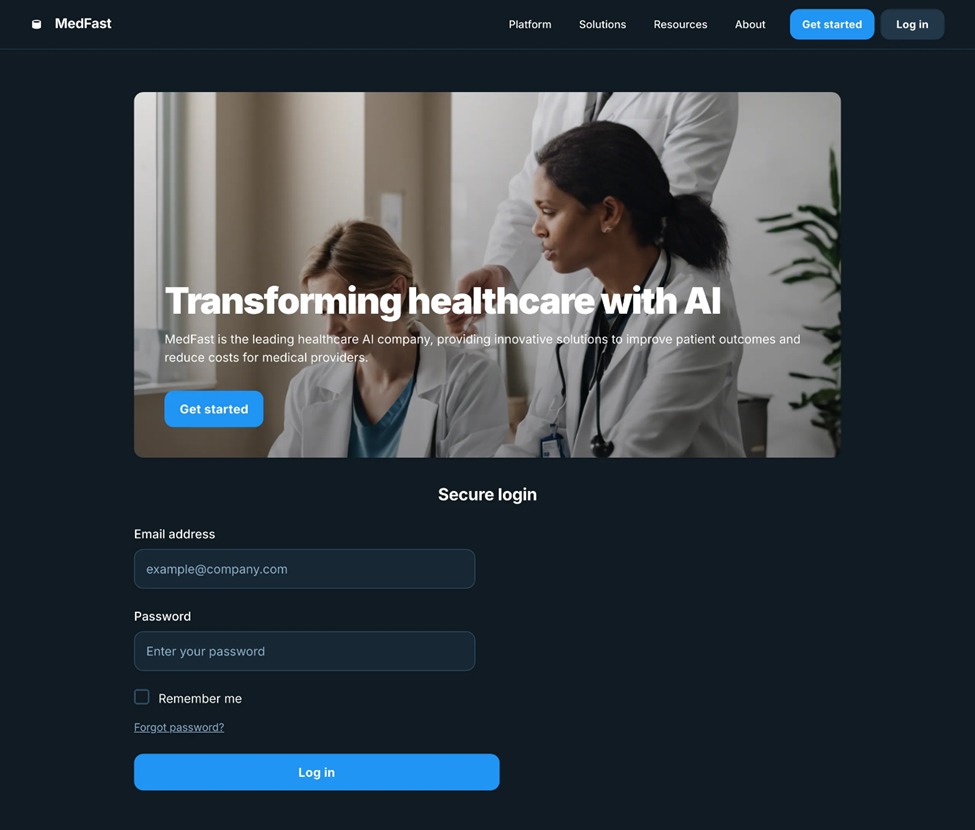 MedFast
Platform
Solutions
Resources
About
Get started
Log in
Transforming healthcare with AI
MedFast is the leading healthcare AI company, providing innovative solutions to improve patient outcomes and
reduce costs for medical providers.
Get started
Secure login
Email address
example@company.com
Password
Enter your password
Remember me
Forgot password?
Log in